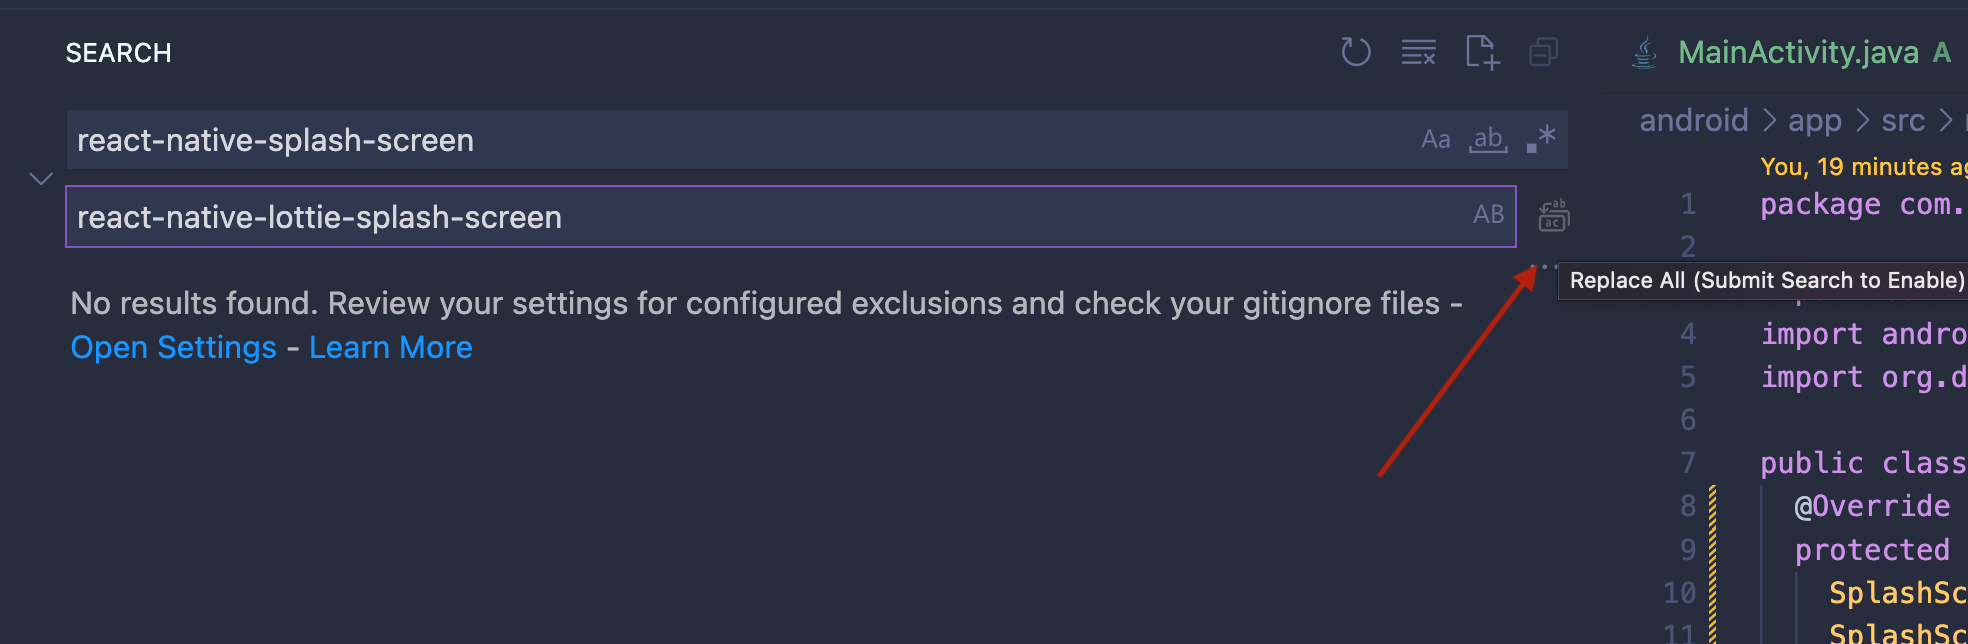 SEARCH
react-native-splash-screen
Aa ab .*
react-native-lottie-splash-screen
AB
ab
ac
...
No results found. Review your settings for configured exclusions and check your gitignore files -
Open Settings - Learn More
Replace All (Submit Search to Enable)
MainActivity.java A
android > app > src >
You, 19 minutes
1 package com.
2
4 import andro
5 import org.d
6
7 public class
8 @Override
9 protected
10 SplashSc
11 SplashSc